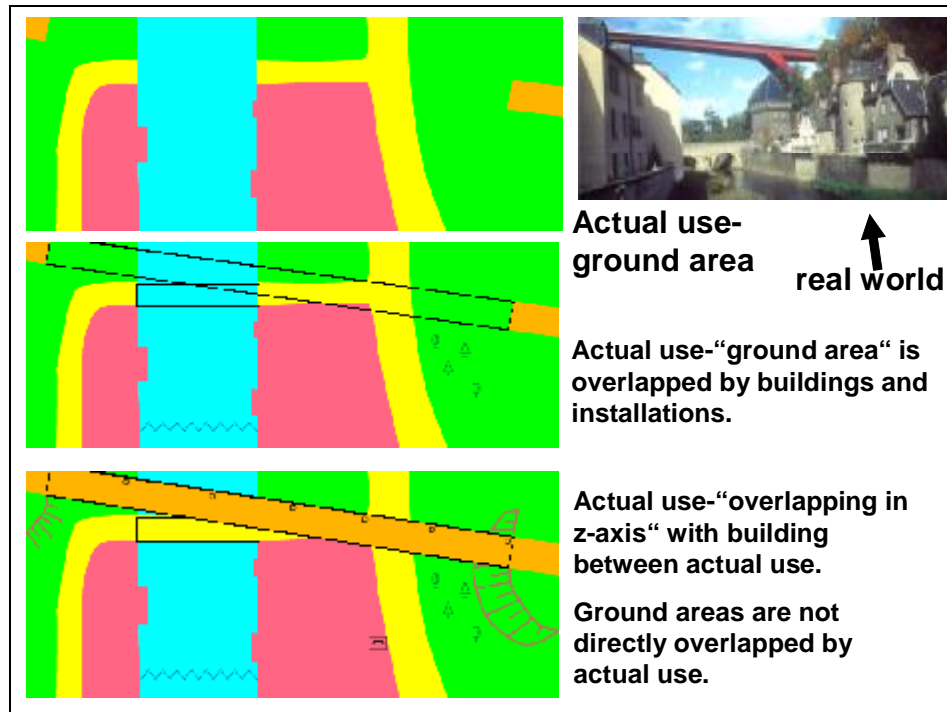 Actual use-
ground area
real world
Actual use-“ground area“ is
overlapped by buildings and
installations.
Actual use-“overlapping in
z-axis“ with building
between actual use.
Ground areas are not
directly overlapped by
actual use.